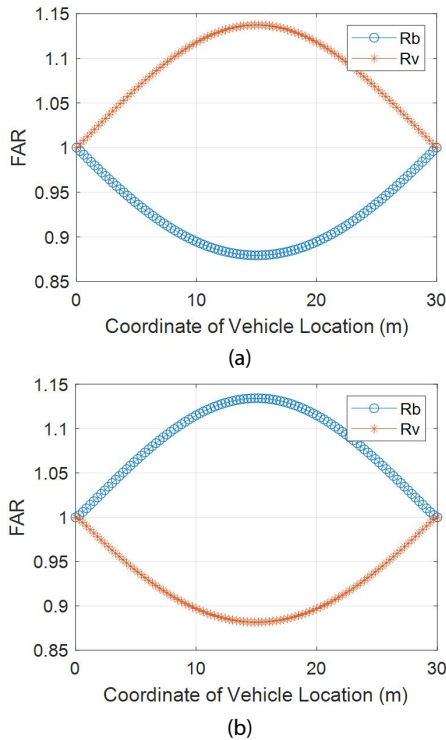 1.15
1.1
1.05
1
0.95
0.9
0.85
FAR
Rb
Rv
0
10
20
30
Coordinate of Vehicle Location (m)
(a)
1.15
1.1
1.05
1
0.95
0.9
0.85
FAR
Rb
Rv
0
10
20
30
Coordinate of Vehicle Location (m)
(b)